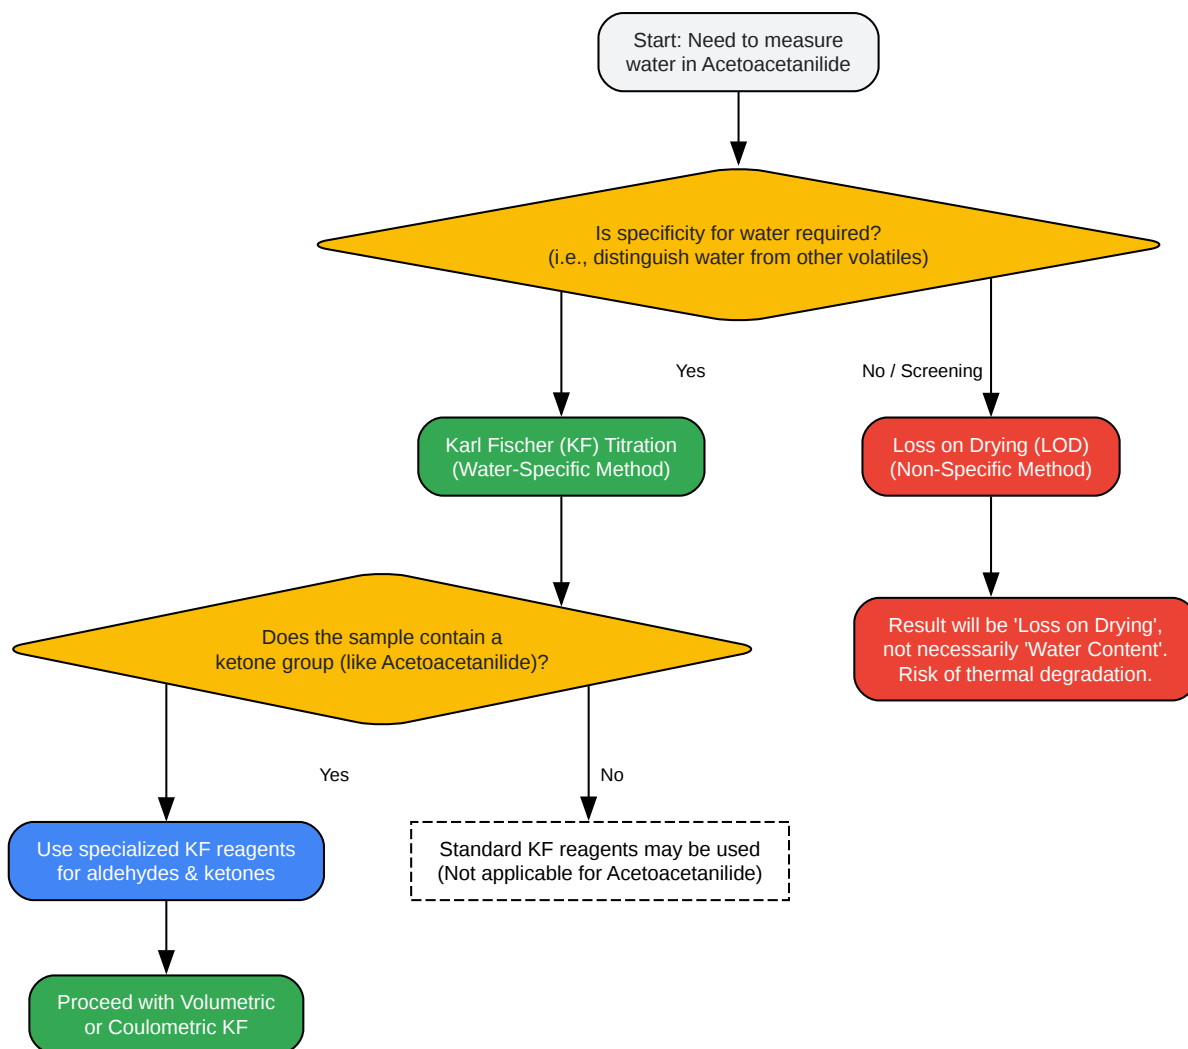 Start: Need to measure
water in Acetoacetanilide
Is specificity for water required?
(i.e., distinguish water from other volatiles)
Yes
No / Screening
Karl Fischer (KF) Titration
(Water-Specific Method)
Loss on Drying (LOD)
(Non-Specific Method)
Does the sample contain a
ketone group (like Acetoacetanilide)?
Result will be 'Loss on Drying',
not necessarily 'Water Content'.
Risk of thermal degradation.
Yes
No
Use specialized KF reagents
for aldehydes & ketones
Standard KF reagents may be used
(Not applicable for Acetoacetanilide)
Proceed with Volumetric
or Coulometric KF